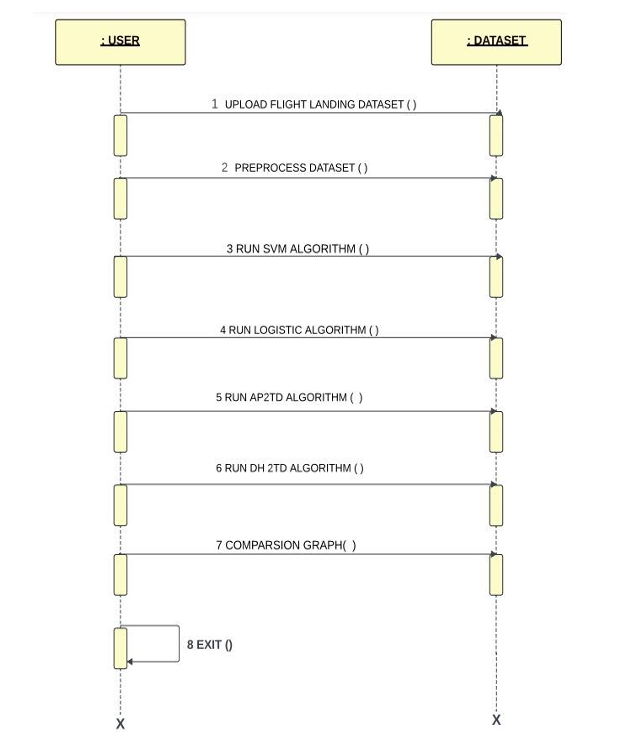 : USER
: DATASET
1 UPLOAD FLIGHT LANDING DATASET ( )
2 PREPROCESS DATASET ( )
3 RUN SVM ALGORITHM ( )
4 RUN LOGISTIC ALGORITHM ( )
5 RUN AP2TD ALGORITHM ( )
6 RUN DH 2TD ALGORITHM ( )
7 COMPARSION GRAPH( )
8 EXIT ()
X
X